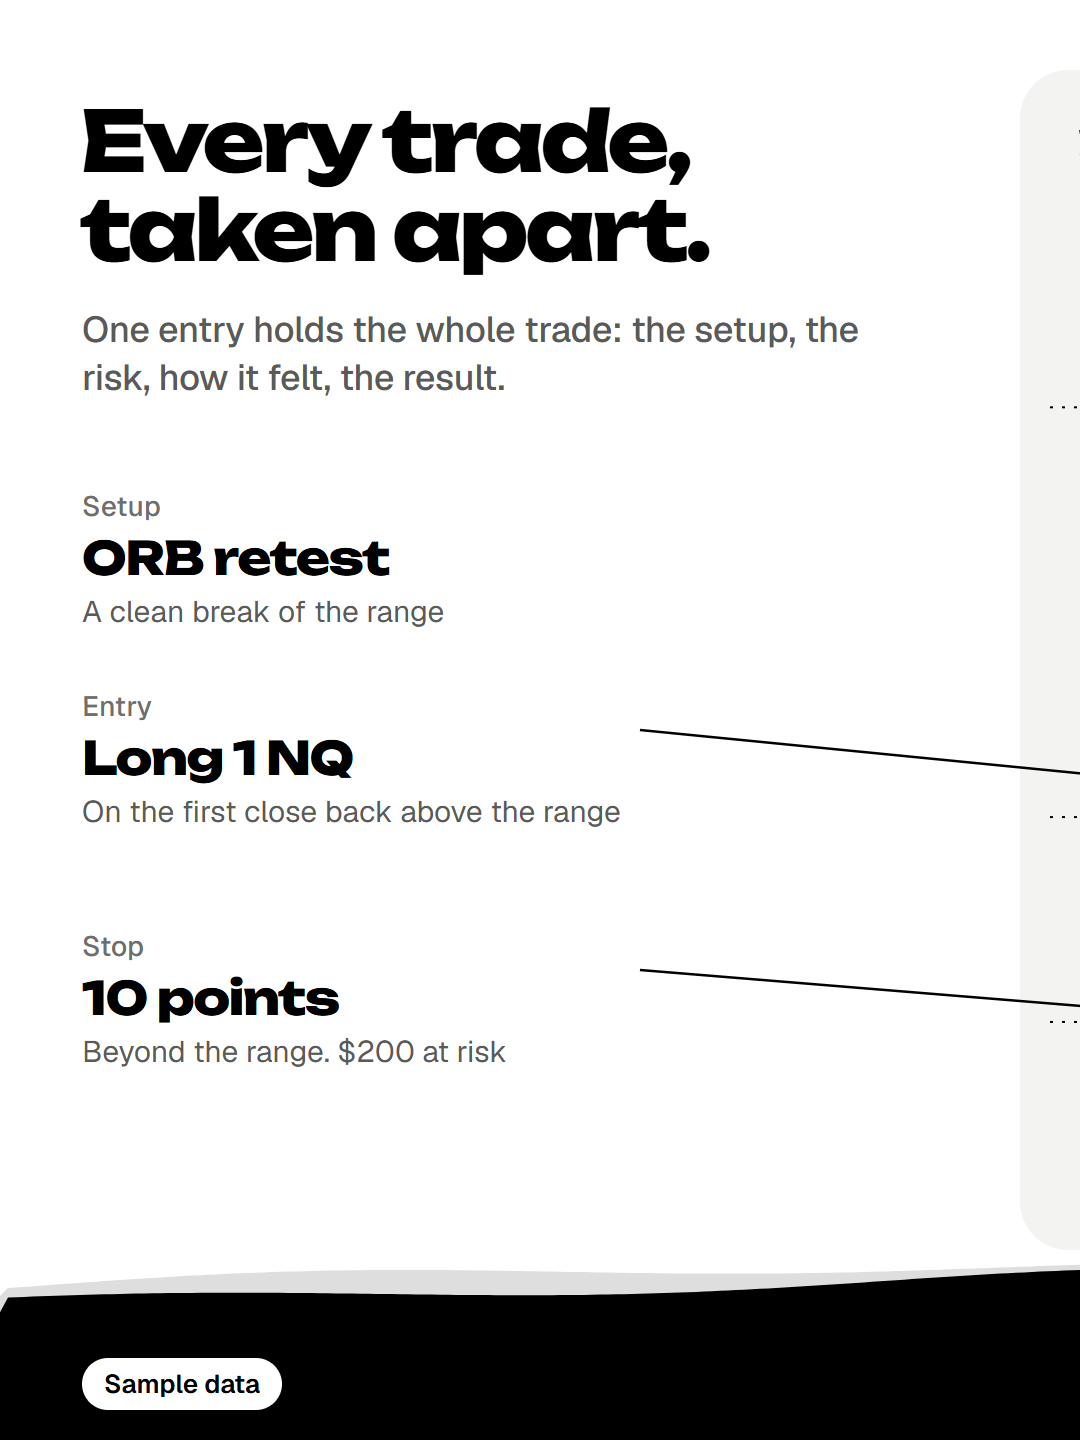 Every trade,
taken apart.
One entry holds the whole trade: the setup, the
risk, how it felt, the result.
Setup
ORB retest
A clean break of the range
Entry
Long 1 NQ
On the first close back above the range
Stop
10 points
Beyond the range. $200 at risk
Sample data